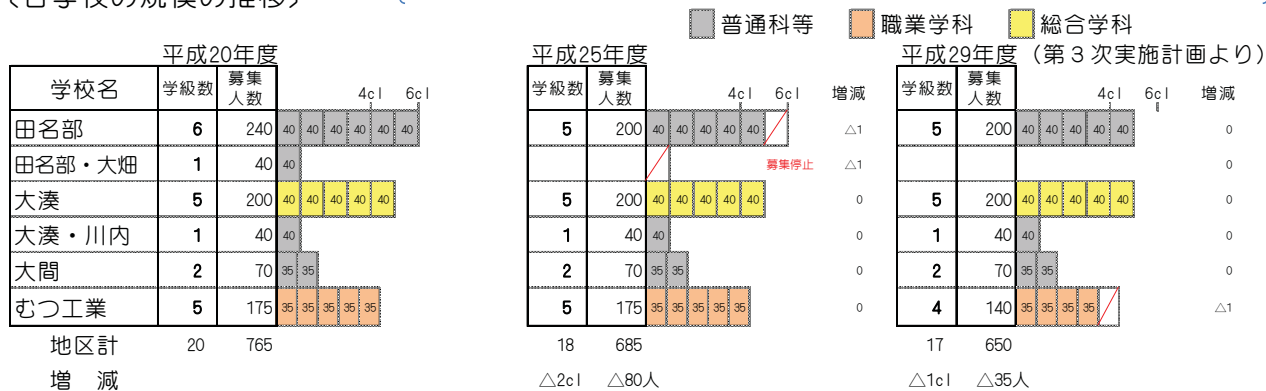 (各学校の規模の推移)
普通科等 職業学科 総合学科
平成20年度 平成25年度 平成29年度(第3次実施計画より)
学校名 学級数 募集人数 4cl 6cl 学級数 募集人数 4cl 6cl 増減 学級数 募集人数 4cl 6cl 増減
田名部 6 240 40 40 40 40 40 40 5 200 40 40 40 40 40 △1 5 200 40 40 40 40 40 0
田名部・大畑 1 40 40 募集停止 △1 0
大湊 5 200 40 40 40 40 40 5 200 40 40 40 40 40 0 5 200 40 40 40 40 40 0
大湊・川内 1 40 40 1 40 40 0 1 40 40 0
大間 2 70 35 35 2 70 35 35 0 2 70 35 35 0
むつ工業 5 175 35 35 35 35 35 5 175 35 35 35 35 35 0 4 140 35 35 35 35 △1
地区計 20 765 18 685 17 650
増 減 △2cl △80人 △1cl △35人